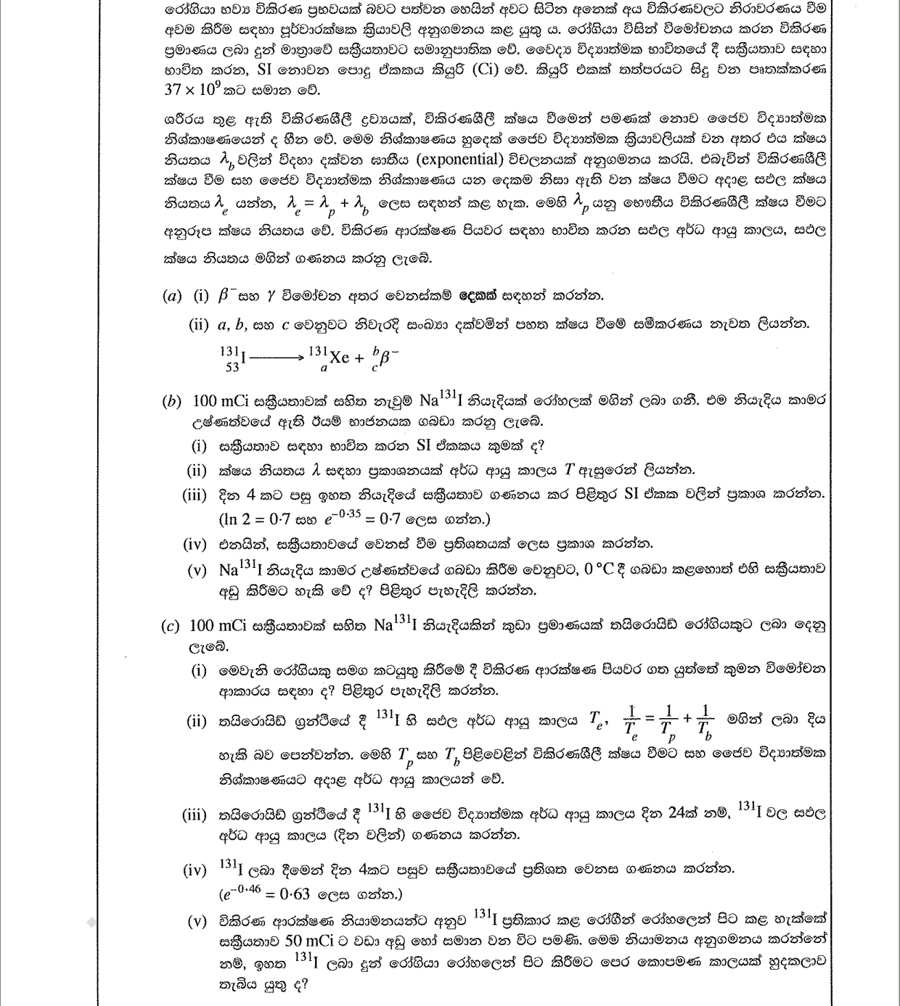 රෝගියා හව්‍ය විකිරණ ප්‍රභවයක් බවට පත්වන හෙයින් අවට සිටින අනෙක් අය විකිරණවලට නිරාවරණය වීම
අවම කිරීම සඳහා පූර්වාරක්ෂක ක්‍රියාවලි අනුගමනය කළ යුතු ය. රෝගියා විසින් විමෝචනය කරන විකිරණ
ප්‍රමාණය ලබා දුන් මාත්‍රාවේ සක්‍රීයතාවට සමානුපාතික වේ. වෛද්‍ය විද්‍යාත්මක භාවිතයේ දී සක්‍රීයතාව සඳහා
භාවිත කරන, SI නොවන පොදු ඒකකය කියුරි (Ci) වේ. කියුරි එකක් තත්පරයට සිදු වන පෘතක්කරණ
37 × 10⁹ කට සමාන වේ.
ශරීරය තුළ ඇති විකිරණශීලී ද්‍රව්‍යයක්, විකිරණශීලී ක්ෂය වීමෙන් පමණක් නොව ජෛව විද්‍යාත්මක
නිශ්කාෂණයෙන් ද හීන වේ. මෙම නිශ්කාෂණය හුදෙක් ජෛව විද්‍යාත්මක ක්‍රියාවලියක් වන අතර එය ක්ෂය
නියතය λ_b වලින් විදහා දක්වන ඝාතීය (exponential) විචලනයක් අනුගමනය කරයි. එබැවින් විකිරණශීලී
ක්ෂය වීම සහ ජෛව විද්‍යාත්මක නිශ්කාෂණය යන දෙකම නිසා ඇති වන ක්ෂය වීමට අදාළ සඵල ක්ෂය
නියතය λ_e යන්න, λ_e = λ_p + λ_b ලෙස සඳහන් කළ හැක. මෙහි λ_p යනු භෞතීය විකිරණශීලී ක්ෂය වීමට
අනුරූප ක්ෂය නියතය වේ. විකිරණ ආරක්ෂණ පියවර සඳහා භාවිත කරන සඵල අර්ධ ආයු කාලය, සඵල
ක්ෂය නියතය මගින් ගණනය කරනු ලැබේ.
(a) (i) β⁻ සහ γ විමෝචන අතර වෙනස්කම් දෙකක් සඳහන් කරන්න.
(ii) a, b, සහ c වෙනුවට නිවැරදි සංඛ්‍යා දක්වමින් පහත ක්ෂය වීමේ සමීකරණය නැවත ලියන්න.
¹³¹₅₃I ⟶ ¹³¹ₐXe + ᵇ_cβ⁻
(b) 100 mCi සක්‍රීයතාවක් සහිත නැවුම් Na¹³¹I නියැදියක් රෝහලක් මගින් ලබා ගනී. එම නියැදිය කාමර
උෂ්ණත්වයේ ඇති ඊයම් භාජනයක ගබඩා කරනු ලැබේ.
(i) සක්‍රීයතාව සඳහා භාවිත කරන SI ඒකකය කුමක් ද?
(ii) ක්ෂය නියතය λ සඳහා ප්‍රකාශනයක් අර්ධ ආයු කාලය T ඇසුරෙන් ලියන්න.
(iii) දින 4 කට පසු ඉහත නියැදියේ සක්‍රීයතාව ගණනය කර පිළිතුර SI ඒකක වලින් ප්‍රකාශ කරන්න.
(ln 2 = 0·7 සහ e⁻⁰·³⁵ = 0·7 ලෙස ගන්න.)
(iv) එනයින්, සක්‍රීයතාවයේ වෙනස් වීම ප්‍රතිශතයක් ලෙස ප්‍රකාශ කරන්න.
(v) Na¹³¹I නියැදිය කාමර උෂ්ණත්වයේ ගබඩා කිරීම වෙනුවට, 0 °C දී ගබඩා කළහොත් එහි සක්‍රීයතාව
අඩු කිරීමට හැකි වේ ද? පිළිතුර පැහැදිලි කරන්න.
(c) 100 mCi සක්‍රීයතාවක් සහිත Na¹³¹I නියැදියකින් කුඩා ප්‍රමාණයක් තයිරොයිඩ් රෝගියකුට ලබා දෙනු
ලැබේ.
(i) මෙවැනි රෝගියකු සමග කටයුතු කිරීමේ දී විකිරණ ආරක්ෂණ පියවර ගත යුත්තේ කුමන විමෝචන
ආකාරය සඳහා ද? පිළිතුර පැහැදිලි කරන්න.
(ii) තයිරොයිඩ් ග්‍රන්ථියේ දී ¹³¹I හි සඵල අර්ධ ආයු කාලය T_e, 1/T_e = 1/T_p + 1/T_b මගින් ලබා දිය
හැකි බව පෙන්වන්න. මෙහි T_p සහ T_b පිළිවෙළින් විකිරණශීලී ක්ෂය වීමට සහ ජෛව විද්‍යාත්මක
නිශ්කාෂණයට අදාළ අර්ධ ආයු කාලයන් වේ.
(iii) තයිරොයිඩ් ග්‍රන්ථියේ දී ¹³¹I හි ජෛව විද්‍යාත්මක අර්ධ ආයු කාලය දින 24ක් නම්, ¹³¹I වල සඵල
අර්ධ ආයු කාලය (දින වලින්) ගණනය කරන්න.
(iv) ¹³¹I ලබා දීමෙන් දින 4කට පසුව සක්‍රීයතාවයේ ප්‍රතිශත වෙනස ගණනය කරන්න.
(e⁻⁰·⁴⁶ = 0·63 ලෙස ගන්න.)
(v) විකිරණ ආරක්ෂණ නියාමනයන්ට අනුව ¹³¹I ප්‍රතිකාර කළ රෝගීන් රෝහලෙන් පිට කළ හැක්කේ
සක්‍රීයතාව 50 mCi ට වඩා අඩු හෝ සමාන වන විට පමණි. මෙම නියාමනය අනුගමනය කරන්නේ
නම්, ඉහත ¹³¹I ලබා දුන් රෝගියා රෝහලෙන් පිට කිරීමට පෙර කොපමණ කාලයක් හුදකලාව
තැබිය යුතු ද?